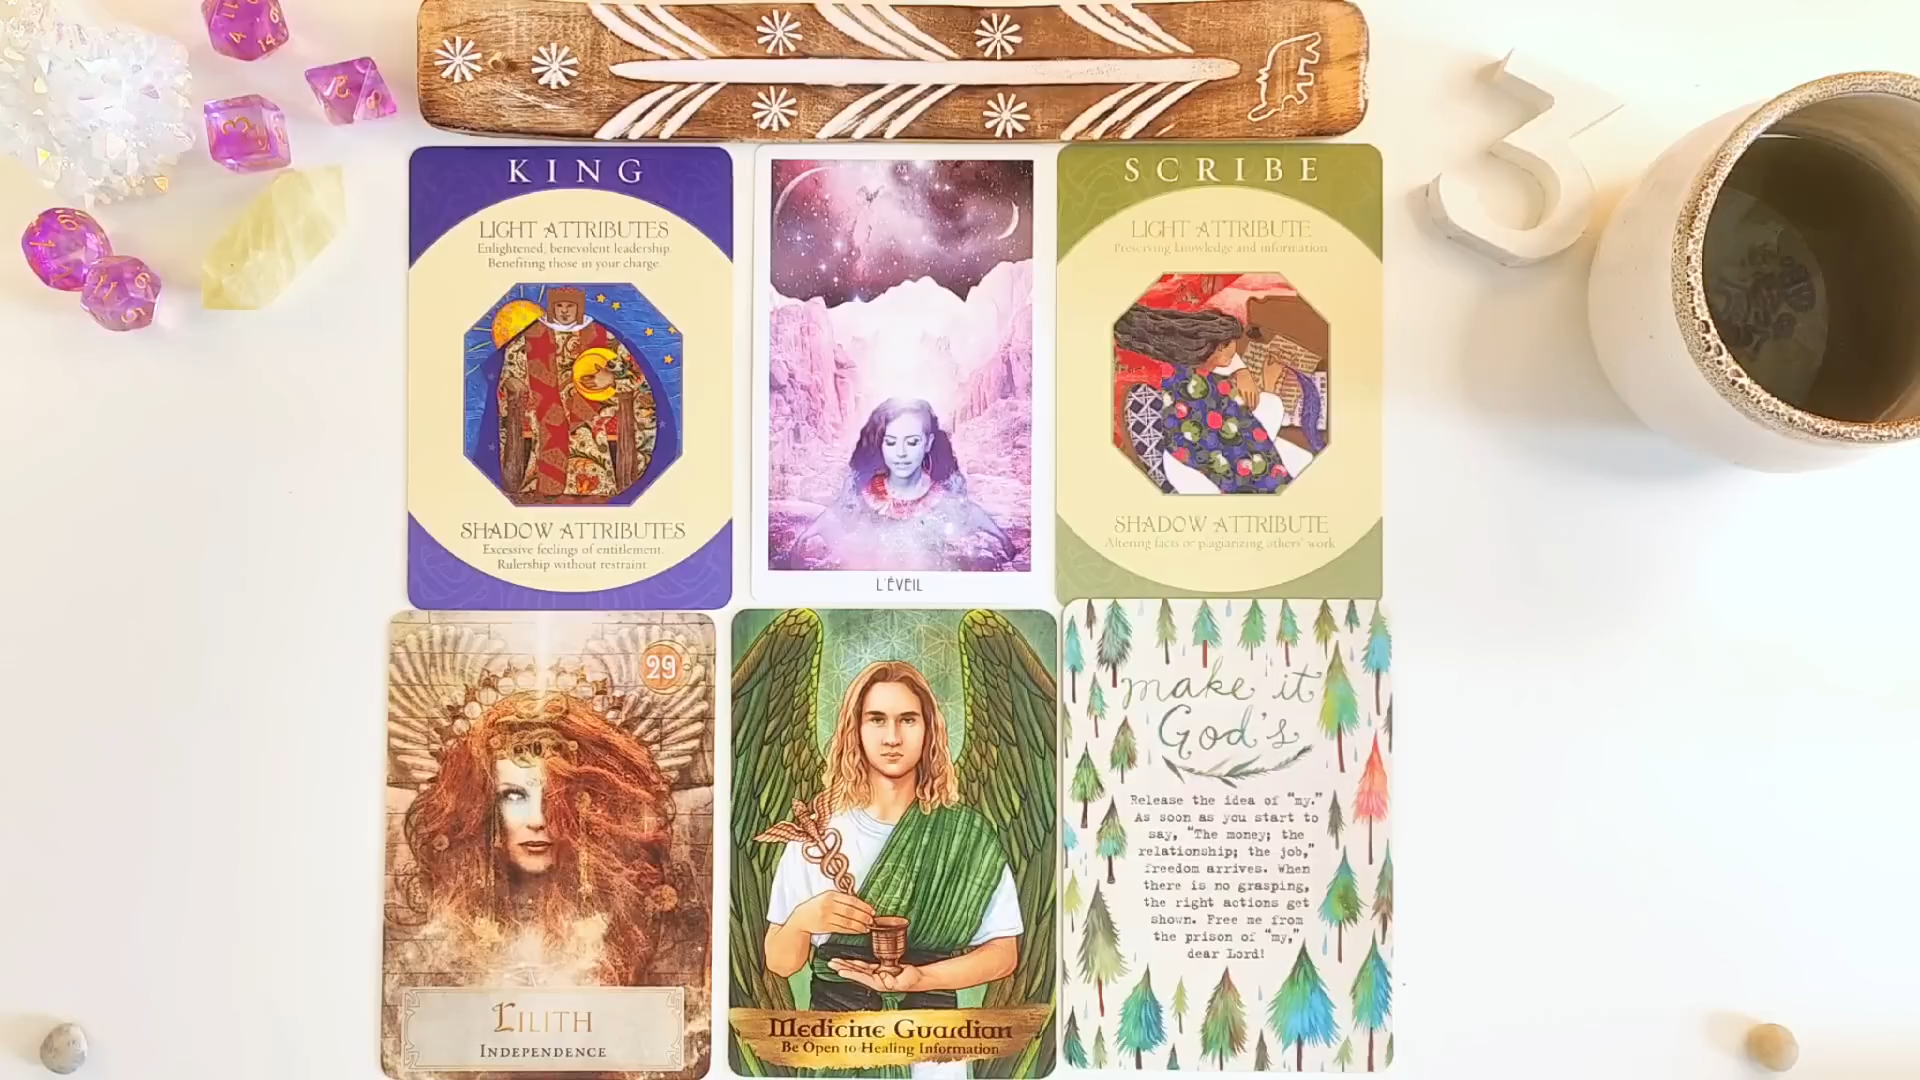 KING
LIGHT ATTRIBUTES
Enlightened, benevolent leadership.
Benefiting those in your charge.
SHADOW ATTRIBUTES
Excessive feelings of entitlement.
Rulership without restraint
XX
L'ÉVEIL
SCRIBE
LIGHT ATTRIBUTE
Preserving knowledge and information
SHADOW ATTRIBUTE
Altering facts or plagiarizing others' work
29
LILITH
INDEPENDENCE
Medicine Guardian
Be Open to Healing Information
make it
God's
Release the idea of "my."
As soon as you start to
say, "The money; the
relationship; the job,"
freedom arrives. When
there is no grasping,
the right actions get
shown. Free me from
the prison of "my,"
dear Lord!
3